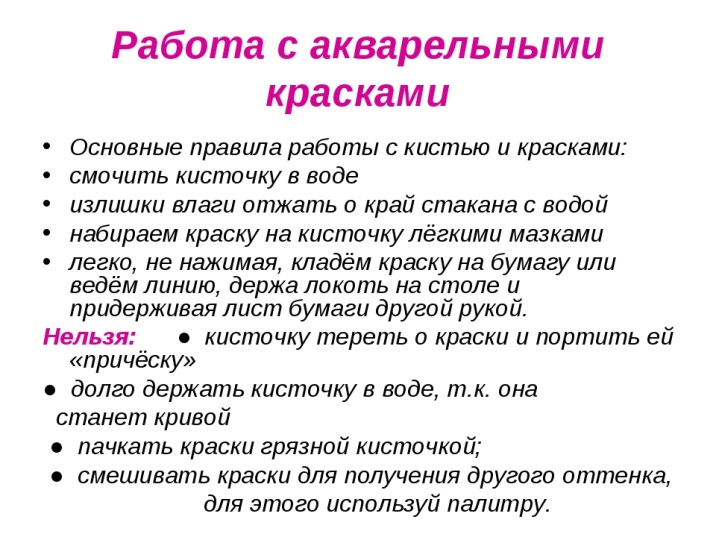 Работа с акварельными
красками
• Основные правила работы с кистью и красками:
• смочить кисточку в воде
• излишки влаги отжать о край стакана с водой
• набираем краску на кисточку лёгкими мазками
• легко, не нажимая, кладём краску на бумагу или
ведём линию, держа локоть на столе и
придерживая лист бумаги другой рукой.
Нельзя: ● кисточку тереть о краски и портить ей
«причёску»
● долго держать кисточку в воде, т.к. она
станет кривой
● пачкать краски грязной кисточкой;
● смешивать краски для получения другого оттенка,
для этого используй палитру.